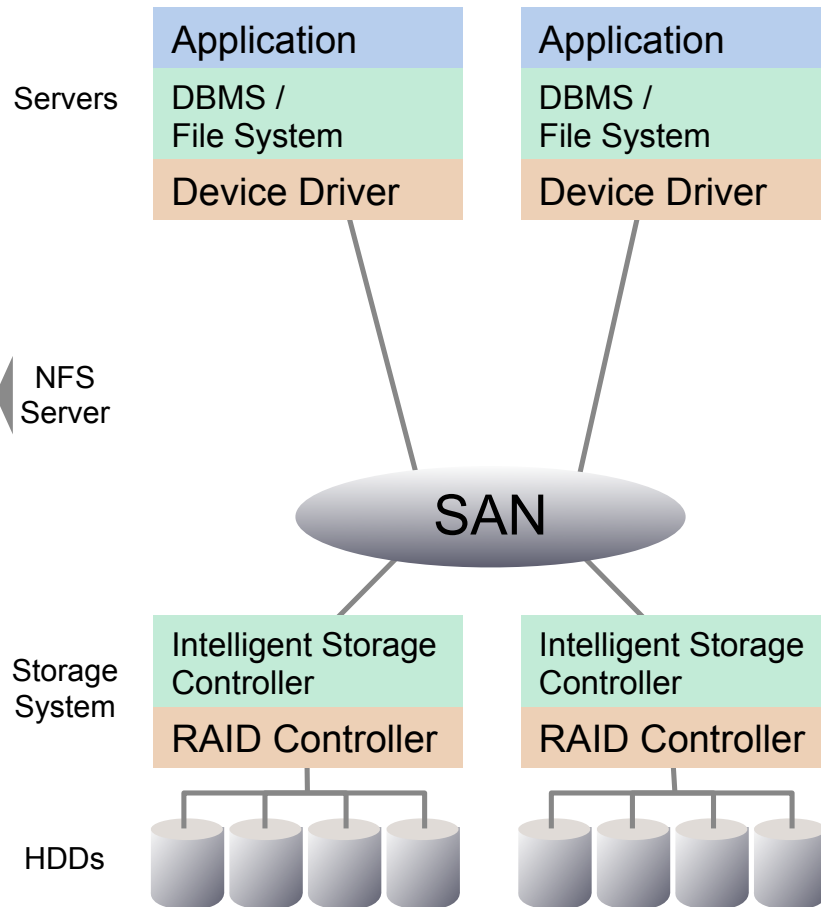 Application
Application
Servers
DBMS /
File System
DBMS /
File System
Device Driver
Device Driver
NFS
Server
SAN
Storage
System
Intelligent Storage
Controller
Intelligent Storage
Controller
RAID Controller
RAID Controller
HDDs